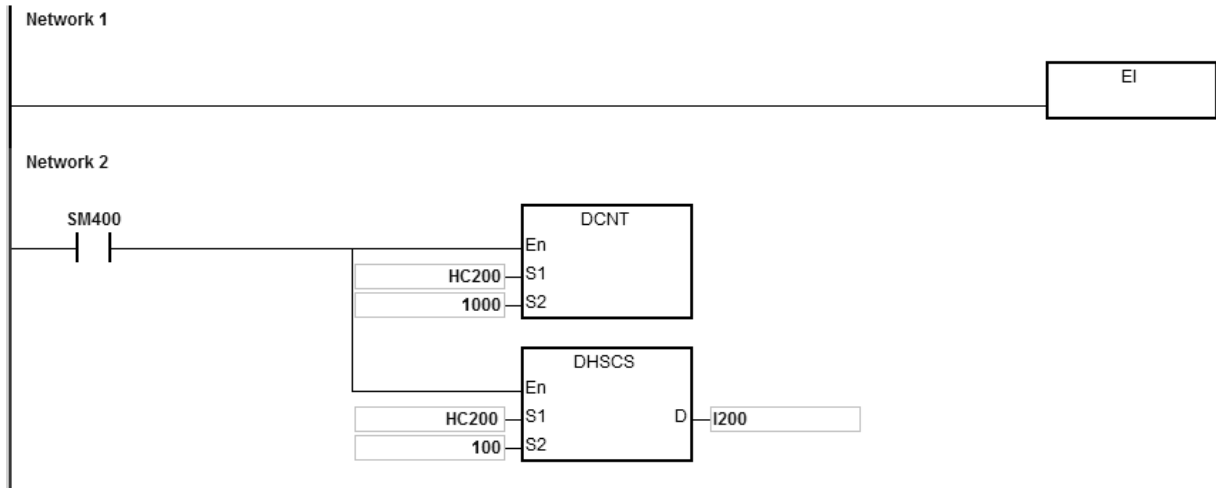 Network 1
EI
Network 2
SM400
DCNT
En
HC200 S1
1000 S2
DHSCS
En
HC200 S1 D I200
100 S2